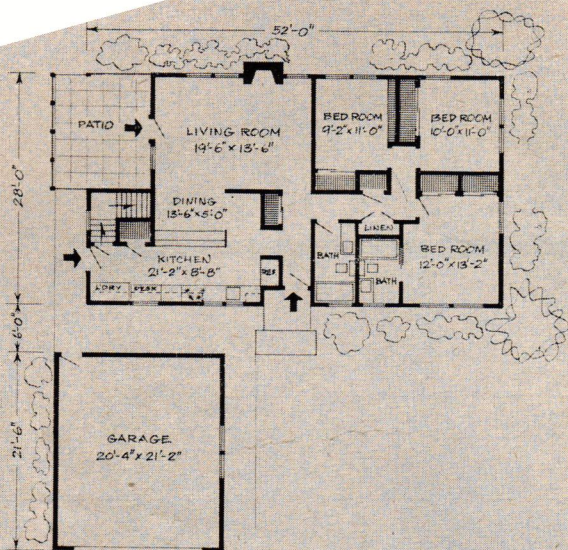 52'-0"
PATIO
LIVING ROOM
19'-6" x 13'-6"
BED ROOM
9'-2" x 11'-0"
BED ROOM
10'-0" x 11'-0"
28'-0"
DINING
13'-6" x 5'-0"
LINEN
KITCHEN
21'-2" x 8'-8"
BATH
BATH
BED ROOM
12'-0" x 13'-2"
LDRY
DESK
REF
6'-0"
21'-6"
GARAGE
20'-4" x 21'-2"